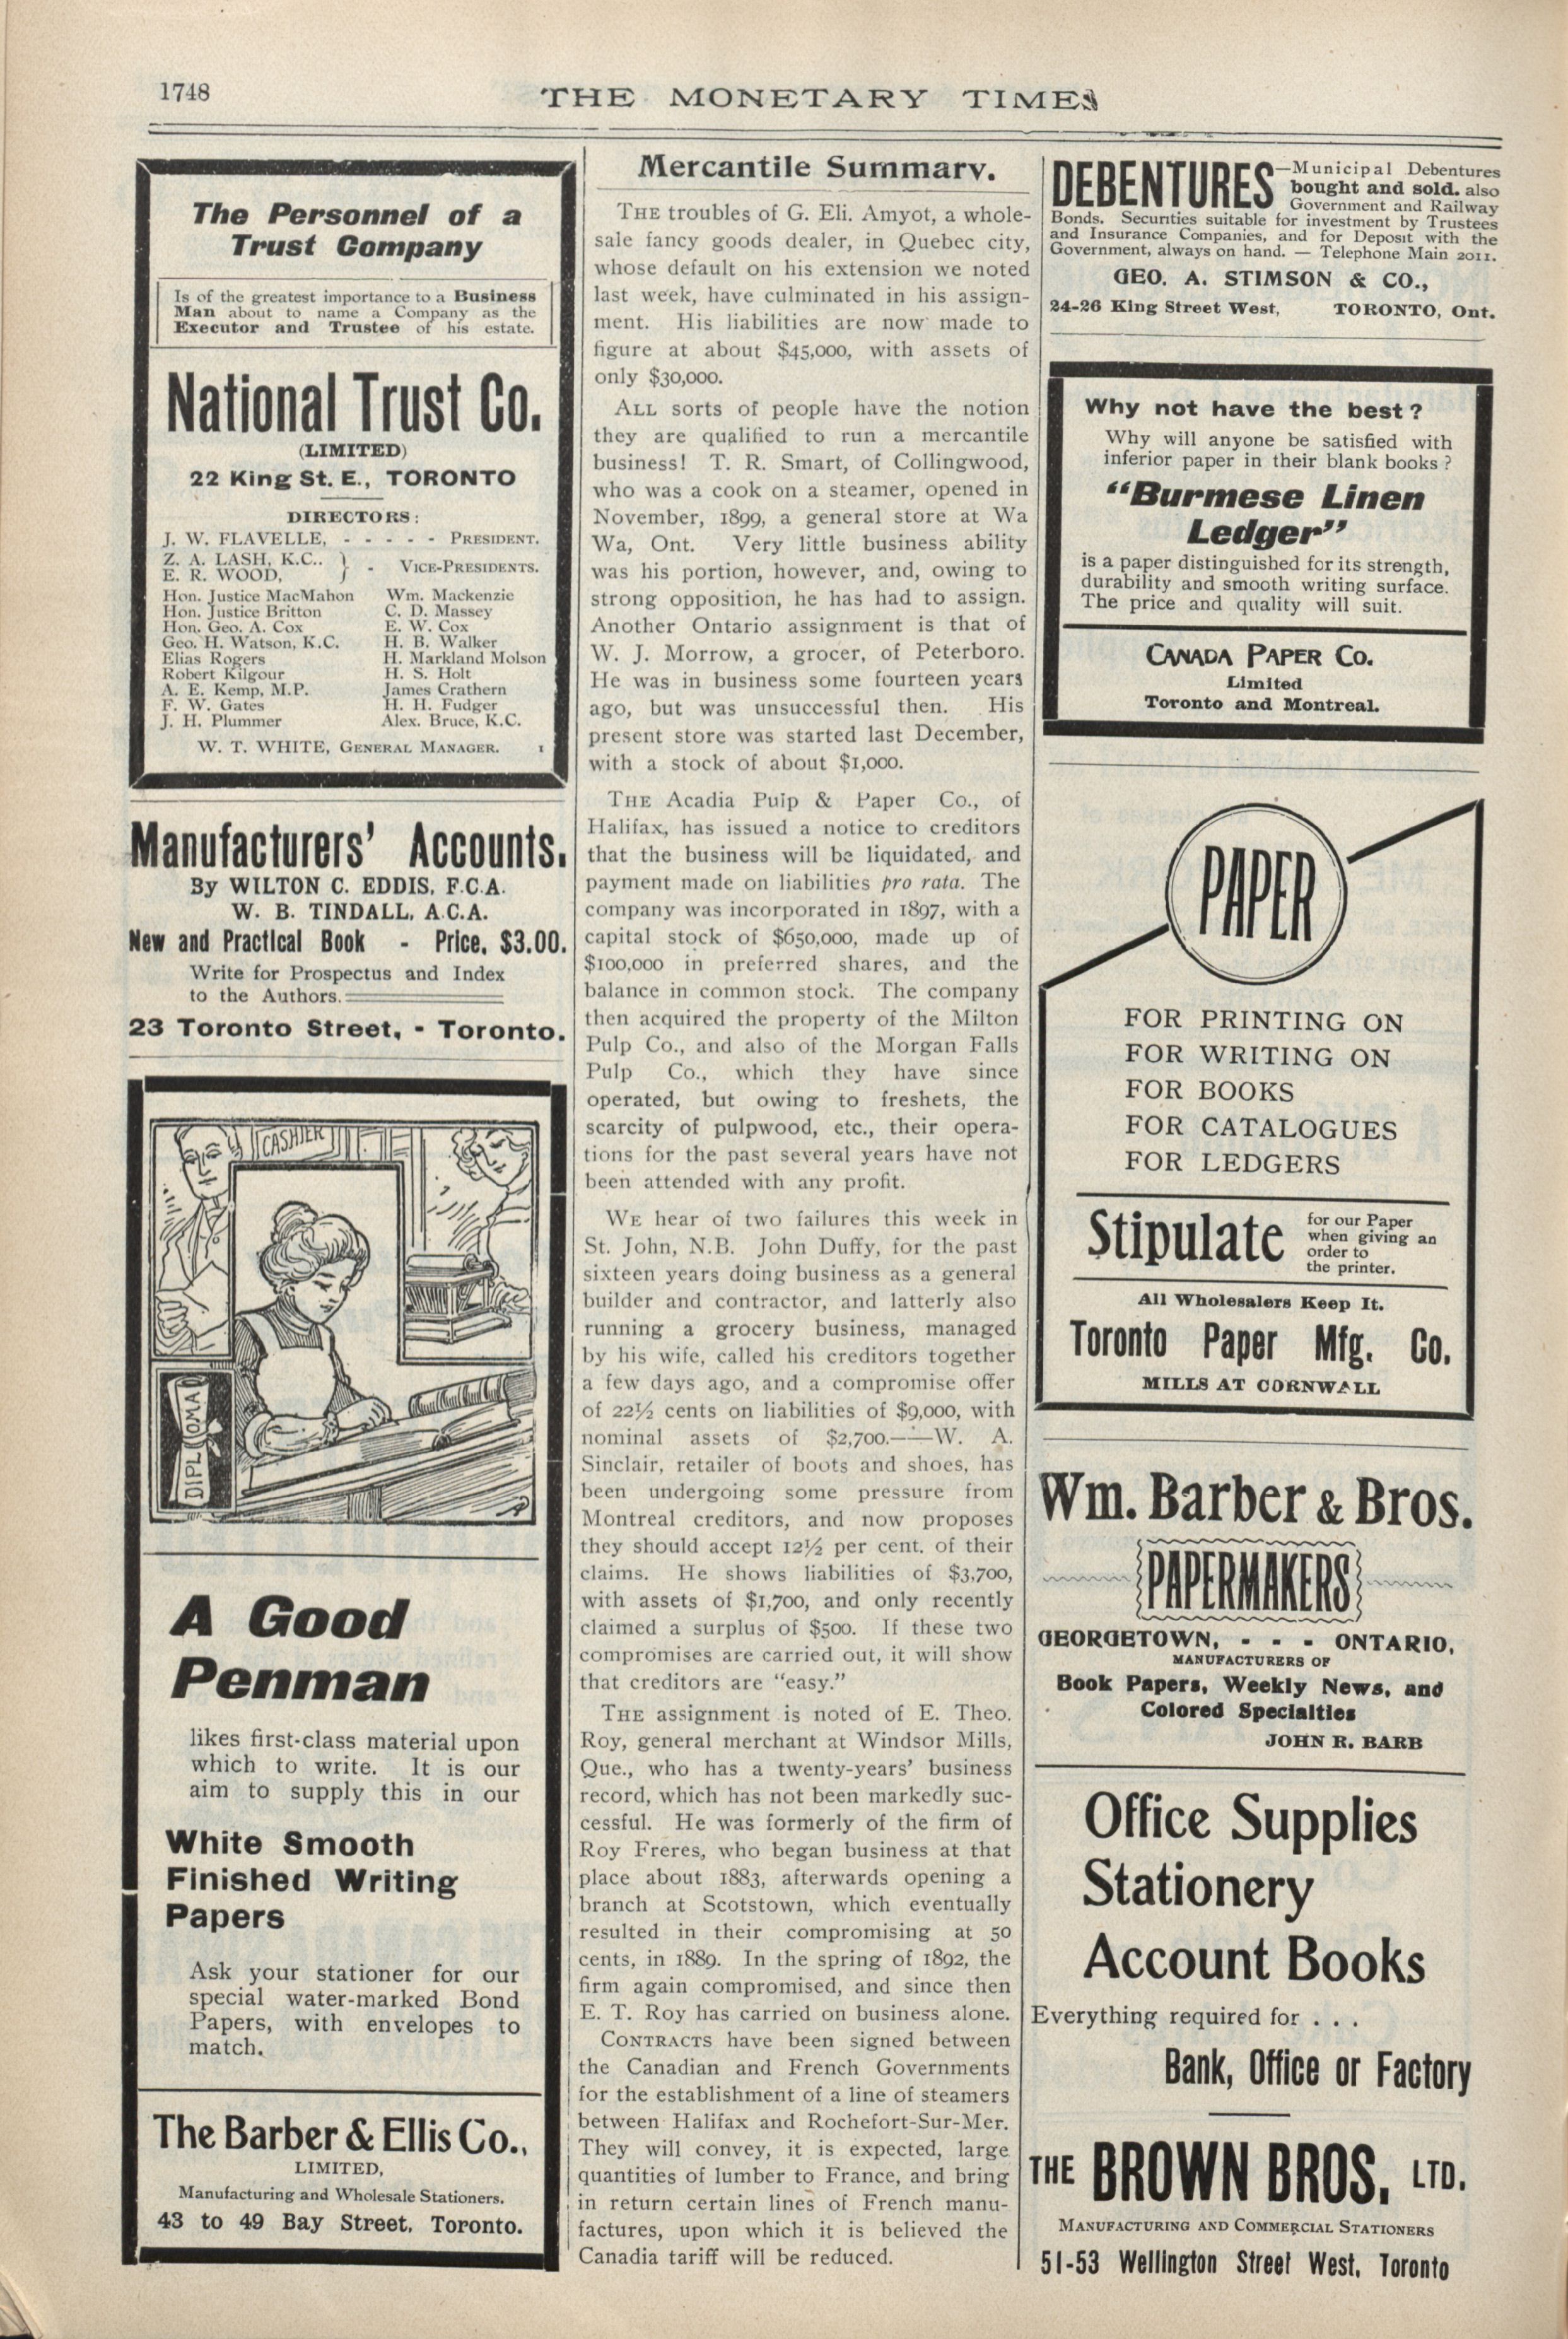 1748
THE MONETARY TIMES
The Personnel of a
Trust Company
Is of the greatest importance to a Business
Man about to name a Company as the
Executor and Trustee of his estate.
National Trust Co.
(LIMITED)
22 King St. E., TORONTO
DIRECTORS:
J. W. FLAVELLE, - - - - - PRESIDENT.
Z. A. LASH, K.C.. } - VICE-PRESIDENTS.
E. R. WOOD,
Hon. Justice MacMahon Wm. Mackenzie
Hon. Justice Britton C. D. Massey
Hon. Geo. A. Cox E. W. Cox
Geo. H. Watson, K.C. H. B. Walker
Elias Rogers H. Markland Molson
Robert Kilgour H. S. Holt
A. E. Kemp, M.P. James Crathern
F. W. Gates H. H. Fudger
J. H. Plummer Alex. Bruce, K.C.
W. T. WHITE, GENERAL MANAGER. 1
Manufacturers' Accounts.
By WILTON C. EDDIS, F.C.A.
W. B. TINDALL, A.C.A.
New and Practical Book - Price, $3.00.
Write for Prospectus and Index
to the Authors.
23 Toronto Street, - Toronto.
CASHIER
DIPLOMA
A Good
Penman
likes first-class material upon
which to write. It is our
aim to supply this in our
White Smooth
Finished Writing
Papers
Ask your stationer for our
special water-marked Bond
Papers, with envelopes to
match.
The Barber & Ellis Co.,
LIMITED,
Manufacturing and Wholesale Stationers.
43 to 49 Bay Street, Toronto.
Mercantile Summary.
THE troubles of G. Eli. Amyot, a whole-
sale fancy goods dealer, in Quebec city,
whose default on his extension we noted
last week, have culminated in his assign-
ment. His liabilities are now made to
figure at about $45,000, with assets of
only $30,000.
ALL sorts of people have the notion
they are qualified to run a mercantile
business! T. R. Smart, of Collingwood,
who was a cook on a steamer, opened in
November, 1899, a general store at Wa
Wa, Ont. Very little business ability
was his portion, however, and, owing to
strong opposition, he has had to assign.
Another Ontario assignment is that of
W. J. Morrow, a grocer, of Peterboro.
He was in business some fourteen years
ago, but was unsuccessful then. His
present store was started last December,
with a stock of about $1,000.
THE Acadia Pulp & Paper Co., of
Halifax, has issued a notice to creditors
that the business will be liquidated, and
payment made on liabilities pro rata. The
company was incorporated in 1897, with a
capital stock of $650,000, made up of
$100,000 in preferred shares, and the
balance in common stock. The company
then acquired the property of the Milton
Pulp Co., and also of the Morgan Falls
Pulp Co., which they have since
operated, but owing to freshets, the
scarcity of pulpwood, etc., their opera-
tions for the past several years have not
been attended with any profit.
WE hear of two failures this week in
St. John, N.B. John Duffy, for the past
sixteen years doing business as a general
builder and contractor, and latterly also
running a grocery business, managed
by his wife, called his creditors together
a few days ago, and a compromise offer
of 22½ cents on liabilities of $9,000, with
nominal assets of $2,700.——W. A.
Sinclair, retailer of boots and shoes, has
been undergoing some pressure from
Montreal creditors, and now proposes
they should accept 12½ per cent. of their
claims. He shows liabilities of $3,700,
with assets of $1,700, and only recently
claimed a surplus of $500. If these two
compromises are carried out, it will show
that creditors are "easy."
THE assignment is noted of E. Theo.
Roy, general merchant at Windsor Mills,
Que., who has a twenty-years' business
record, which has not been markedly suc-
cessful. He was formerly of the firm of
Roy Freres, who began business at that
place about 1883, afterwards opening a
branch at Scotstown, which eventually
resulted in their compromising at 50
cents, in 1889. In the spring of 1892, the
firm again compromised, and since then
E. T. Roy has carried on business alone.
CONTRACTS have been signed between
the Canadian and French Governments
for the establishment of a line of steamers
between Halifax and Rochefort-Sur-Mer.
They will convey, it is expected, large
quantities of lumber to France, and bring
in return certain lines of French manu-
factures, upon which it is believed the
Canadia tariff will be reduced.
DEBENTURES—Municipal Debentures
bought and sold, also
Government and Railway
Bonds. Securities suitable for investment by Trustees
and Insurance Companies, and for Deposit with the
Government, always on hand. — Telephone Main 2011.
GEO. A. STIMSON & CO.,
24-26 King Street West, TORONTO, Ont.
Why not have the best?
Why will anyone be satisfied with
inferior paper in their blank books?
"Burmese Linen
Ledger"
is a paper distinguished for its strength,
durability and smooth writing surface.
The price and quality will suit.
CANADA PAPER CO.
Limited
Toronto and Montreal.
PAPER
FOR PRINTING ON
FOR WRITING ON
FOR BOOKS
FOR CATALOGUES
FOR LEDGERS
Stipulate for our Paper
when giving an
order to
the printer.
All Wholesalers Keep It.
Toronto Paper Mfg. Co.
MILLS AT CORNWALL
Wm. Barber & Bros.
PAPERMAKERS
GEORGETOWN, - - - ONTARIO,
MANUFACTURERS OF
Book Papers, Weekly News, and
Colored Specialties
JOHN R. BARB
Office Supplies
Stationery
Account Books
Everything required for . . .
Bank, Office or Factory
THE BROWN BROS. LTD.
MANUFACTURING AND COMMERCIAL STATIONERS
51-53 Wellington Street West, Toronto